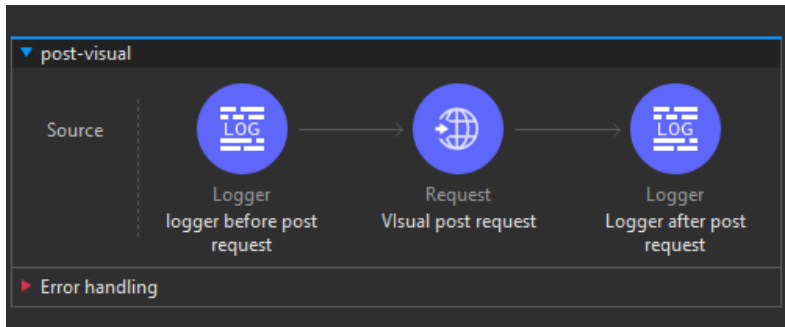 post-visual
Source
LOG
LOG
Logger
Request
Logger
logger before post
request
VIsual post request
Logger after post
request
Error handling